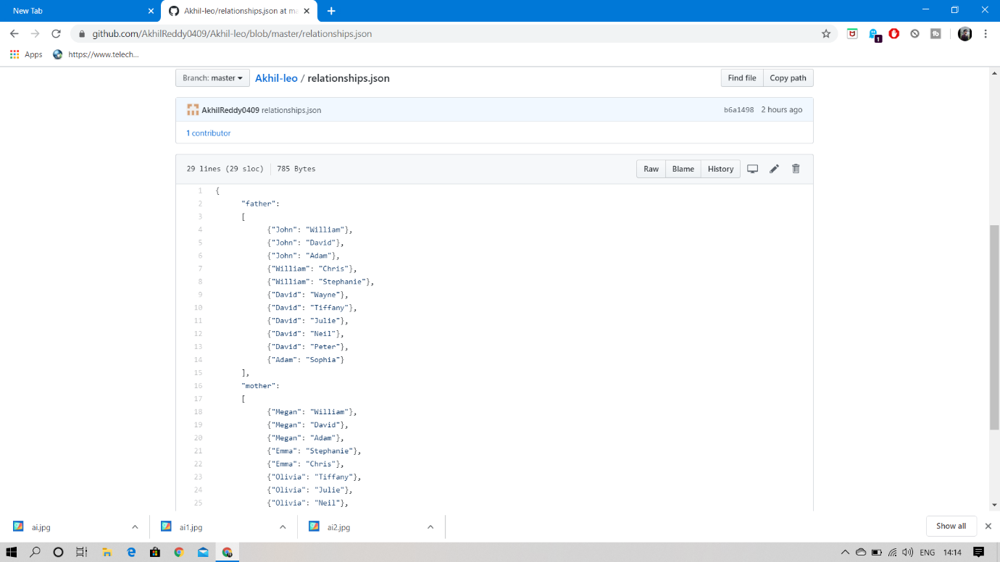 New Tab
Akhil-leo/relationships.json at ma
github.com/AkhilReddy0409/Akhil-leo/blob/master/relationships.json
1
tb
Apps
https://www.telech...
Branch: master
Akhil-leo / relationships.json
Find file
Copy path
AkhilReddy0409 relationships.json
b6a1498
2 hours ago
1 contributor
29 lines (29 sloc)
785 Bytes
Raw
Blame
History
1 {
2 "father":
3 [
4 {"John": "William"},
5 {"John": "David"},
6 {"John": "Adam"},
7 {"William": "Chris"},
8 {"William": "Stephanie"},
9 {"David": "Wayne"},
10 {"David": "Tiffany"},
11 {"David": "Julie"},
12 {"David": "Neil"},
13 {"David": "Peter"},
14 {"Adam": "Sophia"}
15 ],
16 "mother":
17 [
18 {"Megan": "William"},
19 {"Megan": "David"},
20 {"Megan": "Adam"},
21 {"Emma": "Stephanie"},
22 {"Emma": "Chris"},
23 {"Olivia": "Tiffany"},
24 {"Olivia": "Julie"},
25 {"Olivia": "Neil"},
ai.jpg
ai1.jpg
ai2.jpg
Show all
ENG
14:14